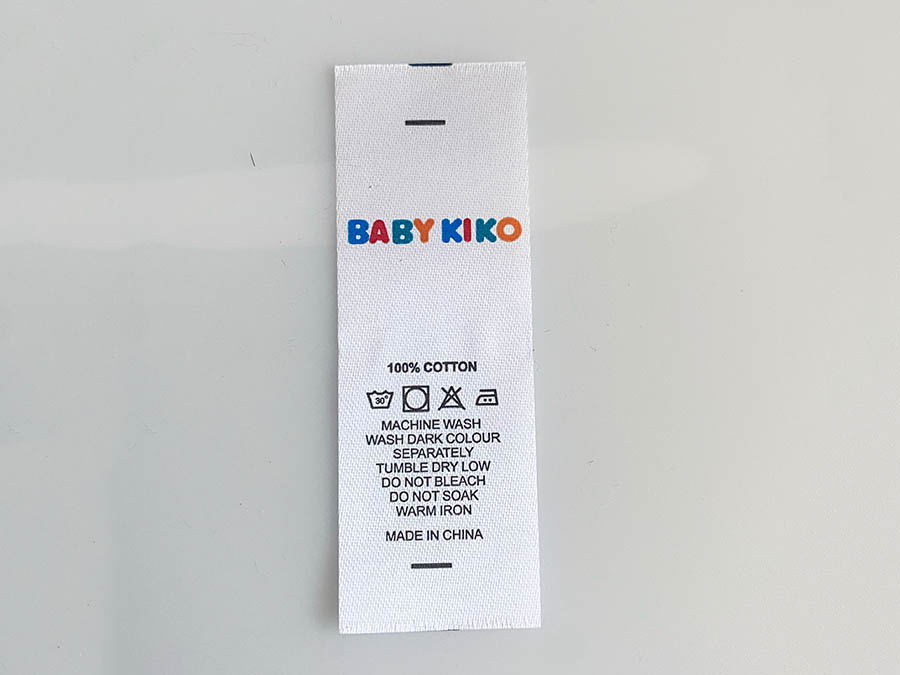 BABY KIKO
100% COTTON
30°
MACHINE WASH
WASH DARK COLOUR
SEPARATELY
TUMBLE DRY LOW
DO NOT BLEACH
DO NOT SOAK
WARM IRON
MADE IN CHINA